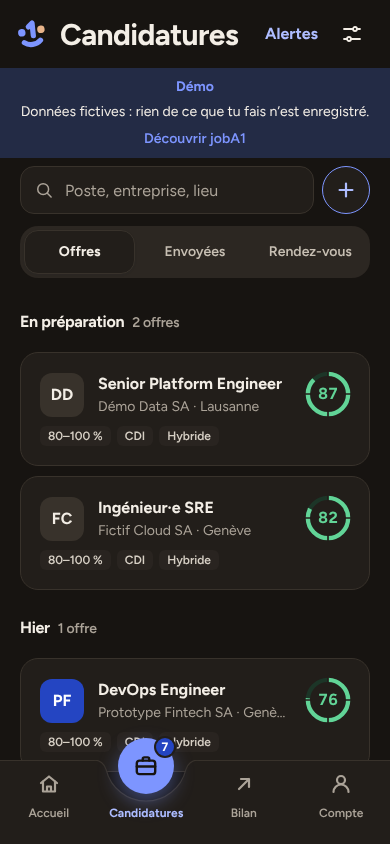 Candidatures
Alertes
Démo
Données fictives : rien de ce que tu fais n'est enregistré.
Découvrir jobA1
Poste, entreprise, lieu
Offres
Envoyées
Rendez-vous
En préparation 2 offres
DD
Senior Platform Engineer
Démo Data SA · Lausanne
87
80–100 %
CDI
Hybride
FC
Ingénieur·e SRE
Fictif Cloud SA · Genève
82
80–100 %
CDI
Hybride
Hier 1 offre
PF
DevOps Engineer
Prototype Fintech SA · Genè…
76
80–100 %
7
Accueil
Candidatures
Bilan
Compte